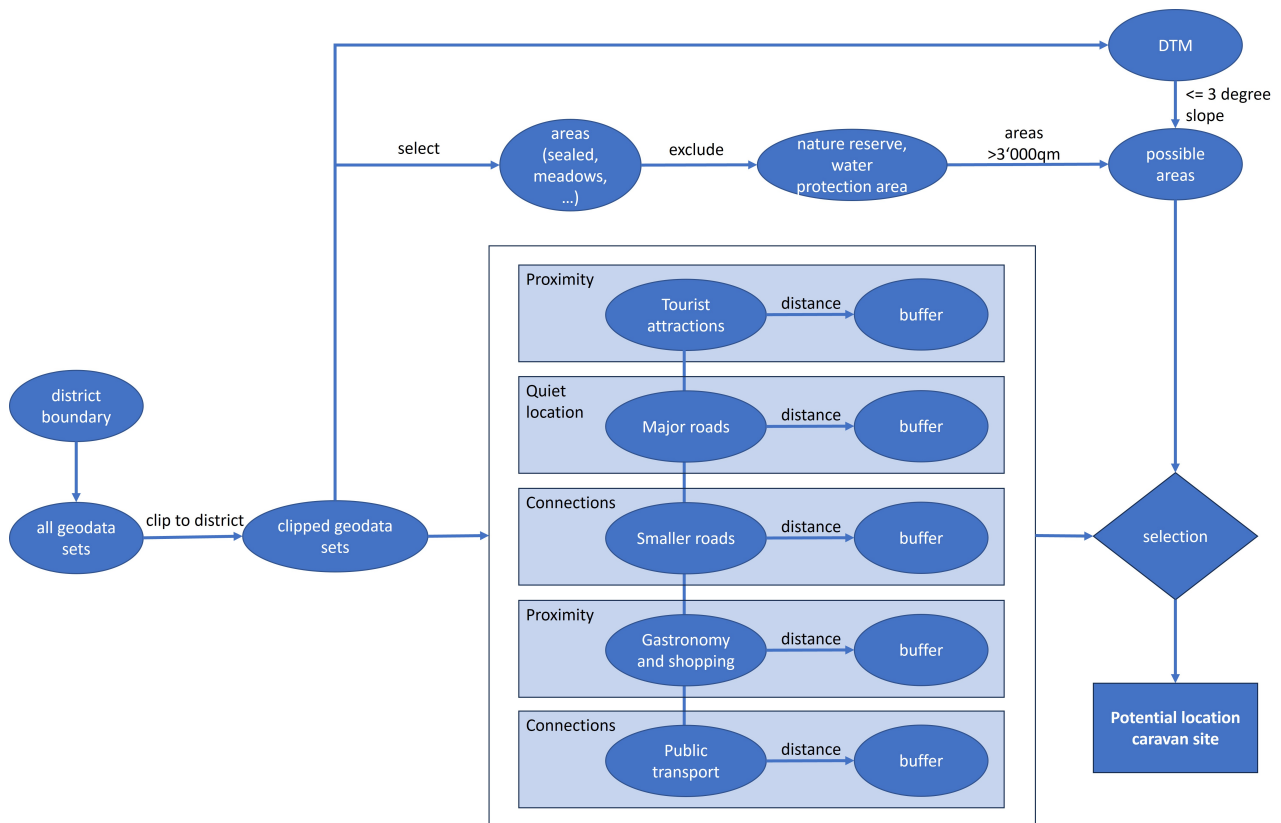 DTM
<= 3 degree
slope
select
areas
(sealed,
meadows,
...)
exclude
nature reserve,
water
protection area
areas
>3‘000qm
possible
areas
Proximity
Tourist
attractions
distance
buffer
Quiet
location
Major roads
distance
buffer
district
boundary
all geodata
sets
clip to district
clipped geodata
sets
Connections
Smaller roads
distance
buffer
selection
Proximity
Gastronomy
and shopping
distance
buffer
Connections
Public
transport
distance
buffer
Potential location
caravan site